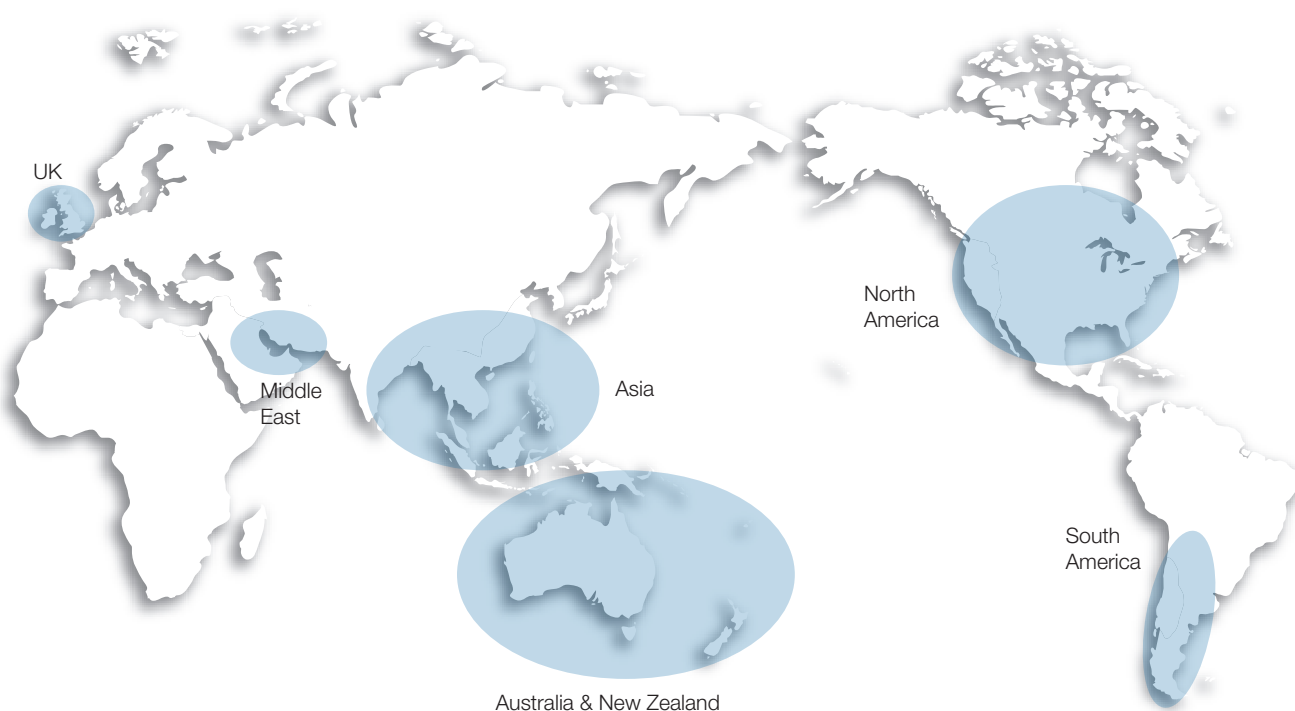 UK
North
America
Middle
East
Asia
South
America
Australia & New Zealand